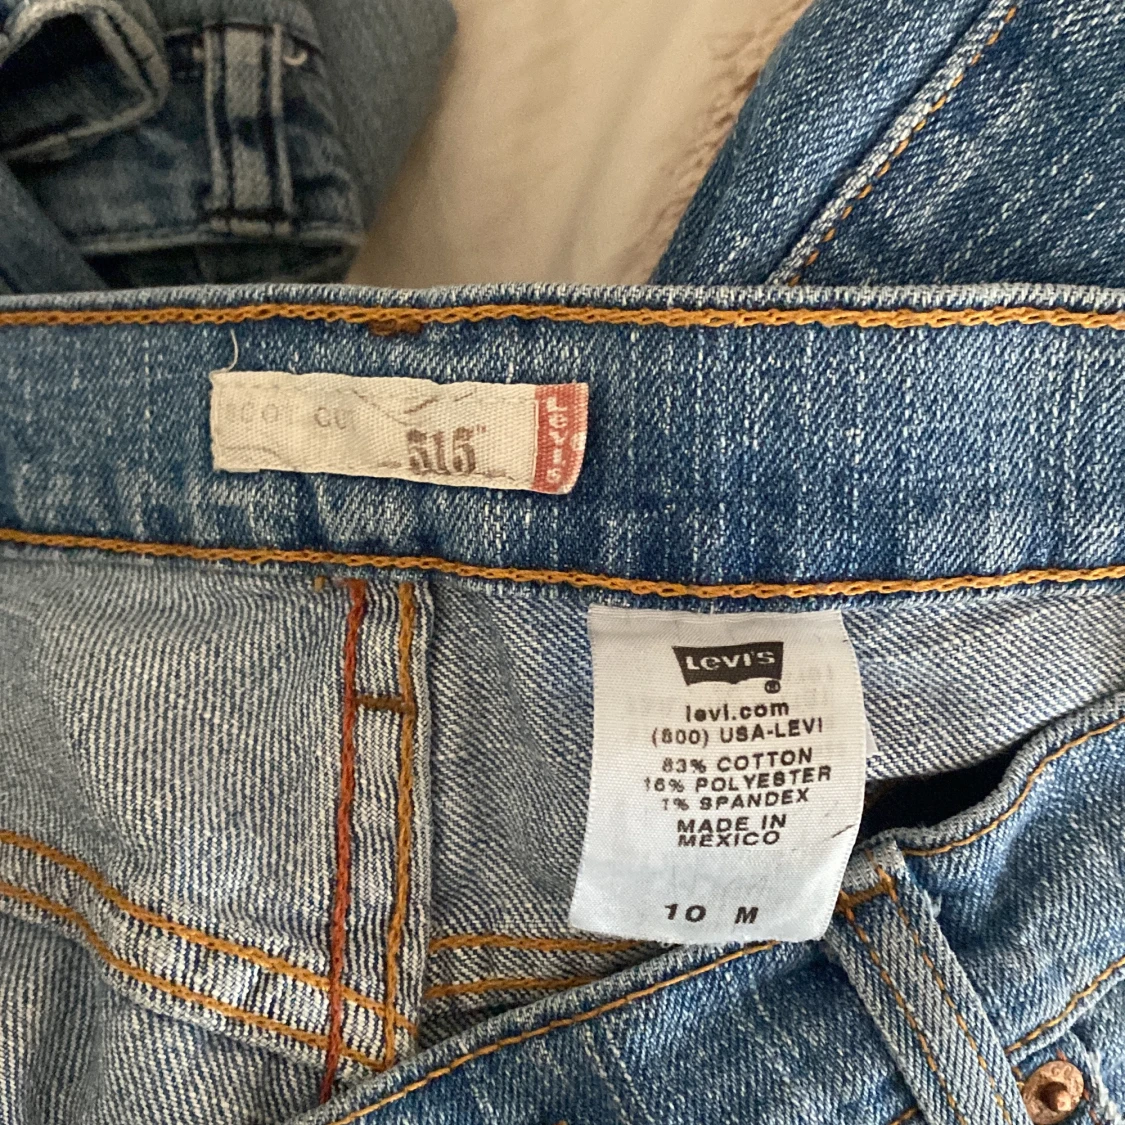 515"
LEVI'S
LEVI'S
levi.com
(800) USA-LEVI
83% COTTON
16% POLYESTER
1% SPANDEX
MADE IN
MEXICO
10 M